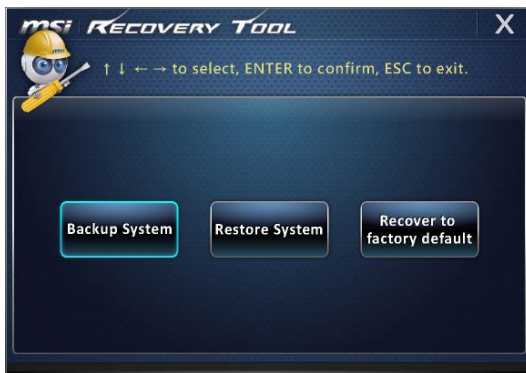 msi RECOVERY TOOL X
↑ ↓ ← → to select, ENTER to confirm, ESC to exit.
Backup System
Restore System
Recover to
factory default